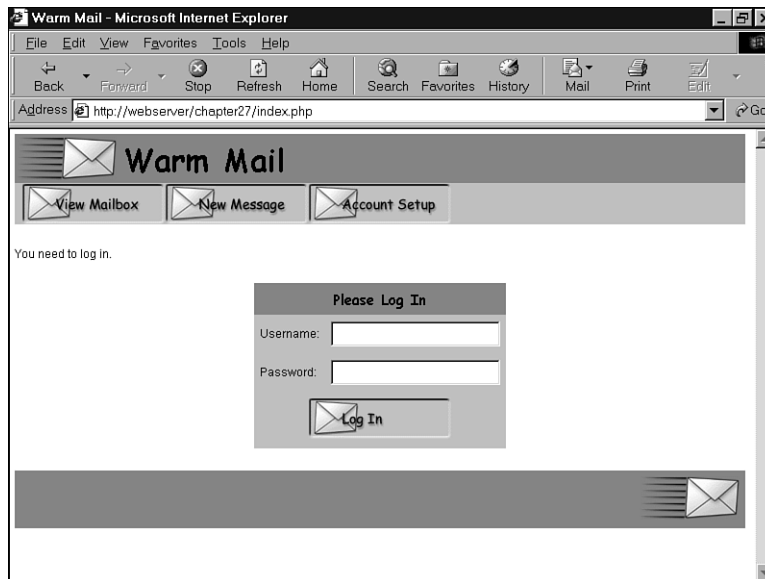 Warm Mail - Microsoft Internet Explorer
File Edit View Favorites Tools Help
Back Forward Stop Refresh Home Search Favorites History Mail Print Edit
Address http://webserver/chapter27/index.php Go
Warm Mail
View Mailbox New Message Account Setup
You need to log in.
Please Log In
Username:
Password:
Log In